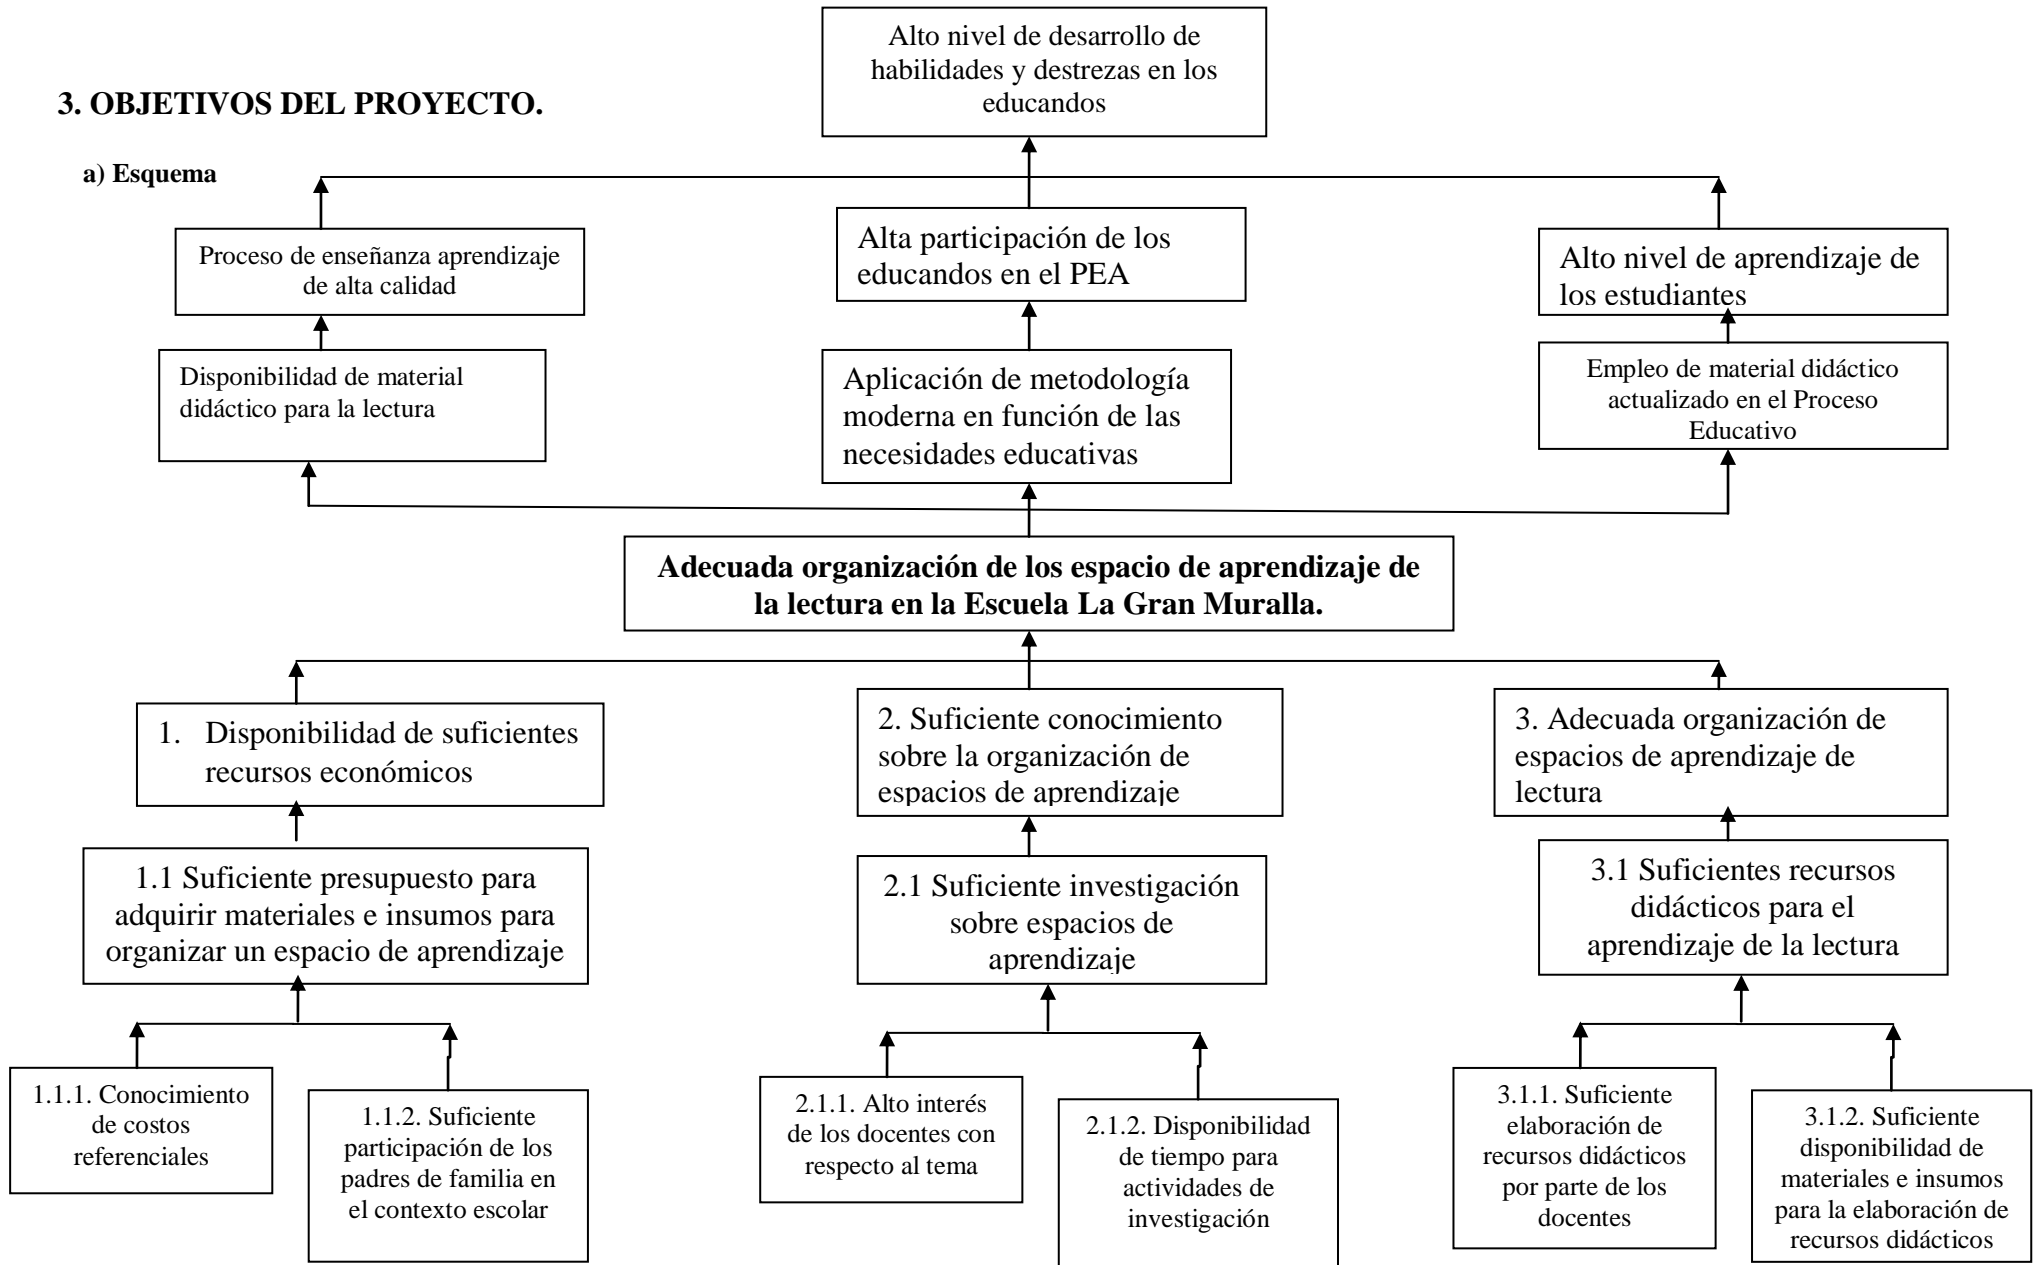 Alto nivel de desarrollo de
habilidades y destrezas en los
educandos
3. OBJETIVOS DEL PROYECTO.
a) Esquema
Proceso de enseñanza aprendizaje
de alta calidad
Alta participación de los
educandos en el PEA
Alto nivel de aprendizaje de
los estudiantes
Disponibilidad de material
didáctico para la lectura
Aplicación de metodología
moderna en función de las
necesidades educativas
Empleo de material didáctico
actualizado en el Proceso
Educativo
Adecuada organización de los espacio de aprendizaje de
la lectura en la Escuela La Gran Muralla.
1. Disponibilidad de suficientes
recursos económicos
2. Suficiente conocimiento
sobre la organización de
espacios de aprendizaje
3. Adecuada organización de
espacios de aprendizaje de
lectura
1.1 Suficiente presupuesto para
adquirir materiales e insumos para
organizar un espacio de aprendizaje
2.1 Suficiente investigación
sobre espacios de
aprendizaje
3.1 Suficientes recursos
didácticos para el
aprendizaje de la lectura
1.1.1. Conocimiento
de costos
referenciales
1.1.2. Suficiente
participación de los
padres de familia en
el contexto escolar
2.1.1. Alto interés
de los docentes con
respecto al tema
2.1.2. Disponibilidad
de tiempo para
actividades de
investigación
3.1.1. Suficiente
elaboración de
recursos didácticos
por parte de los
docentes
3.1.2. Suficiente
disponibilidad de
materiales e insumos
para la elaboración de
recursos didácticos